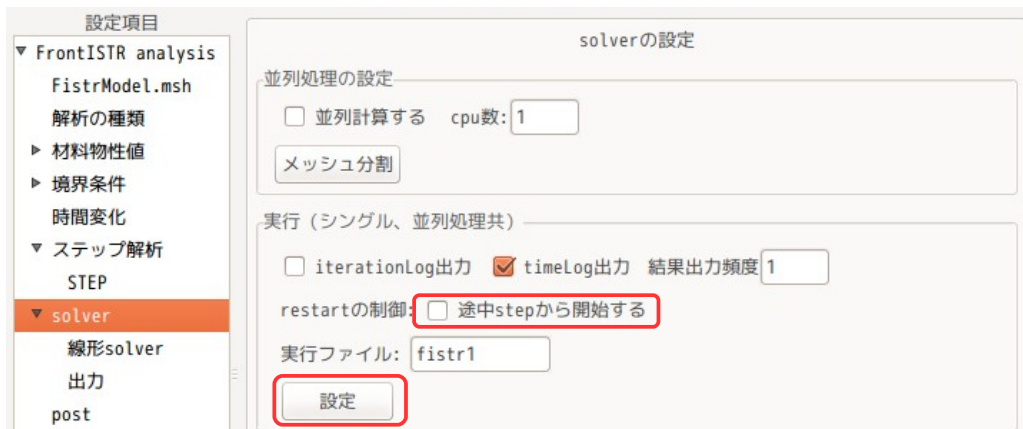 設定項目
▼ FrontISTR analysis
FistrModel.msh
解析の種類
▶ 材料物性値
▶ 境界条件
時間変化
▼ ステップ解析
STEP
▼ solver
線形solver
出力
post
solverの設定
並列処理の設定
並列計算する cpu数: 1
メッシュ分割
実行（シングル、並列処理共）
iterationLog出力 timeLog出力 結果出力頻度 1
restartの制御: 途中stepから開始する
実行ファイル: fistr1
設定